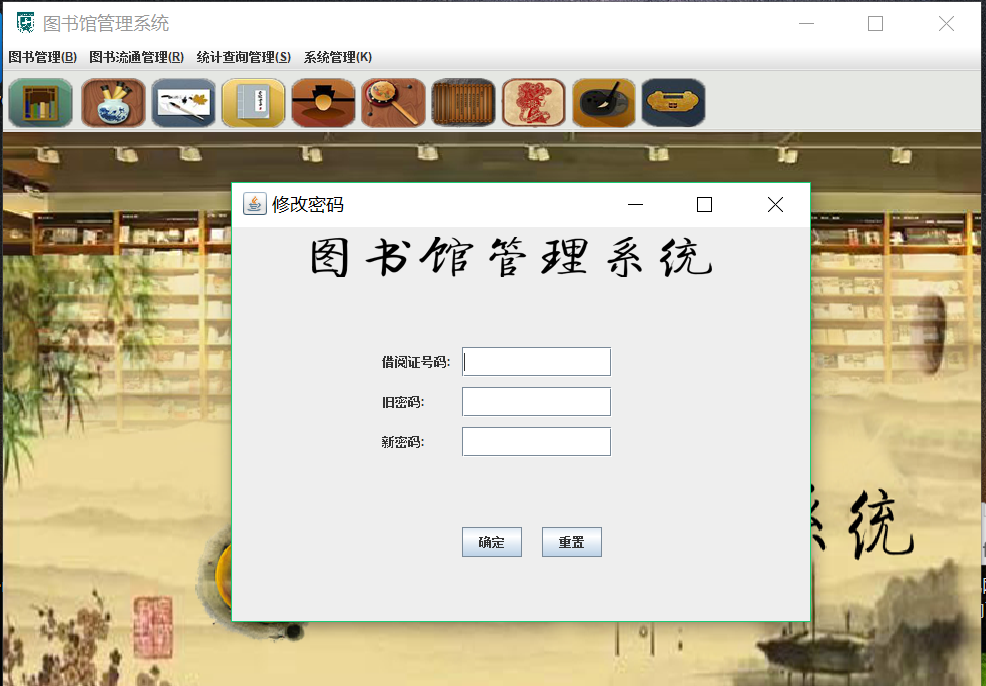 图书馆管理系统
图书管理(B) 图书流通管理(R) 统计查询管理(S) 系统管理(K)
修改密码
图书馆管理系统
借阅证号码:
旧密码:
新密码:
确定 重置
系统